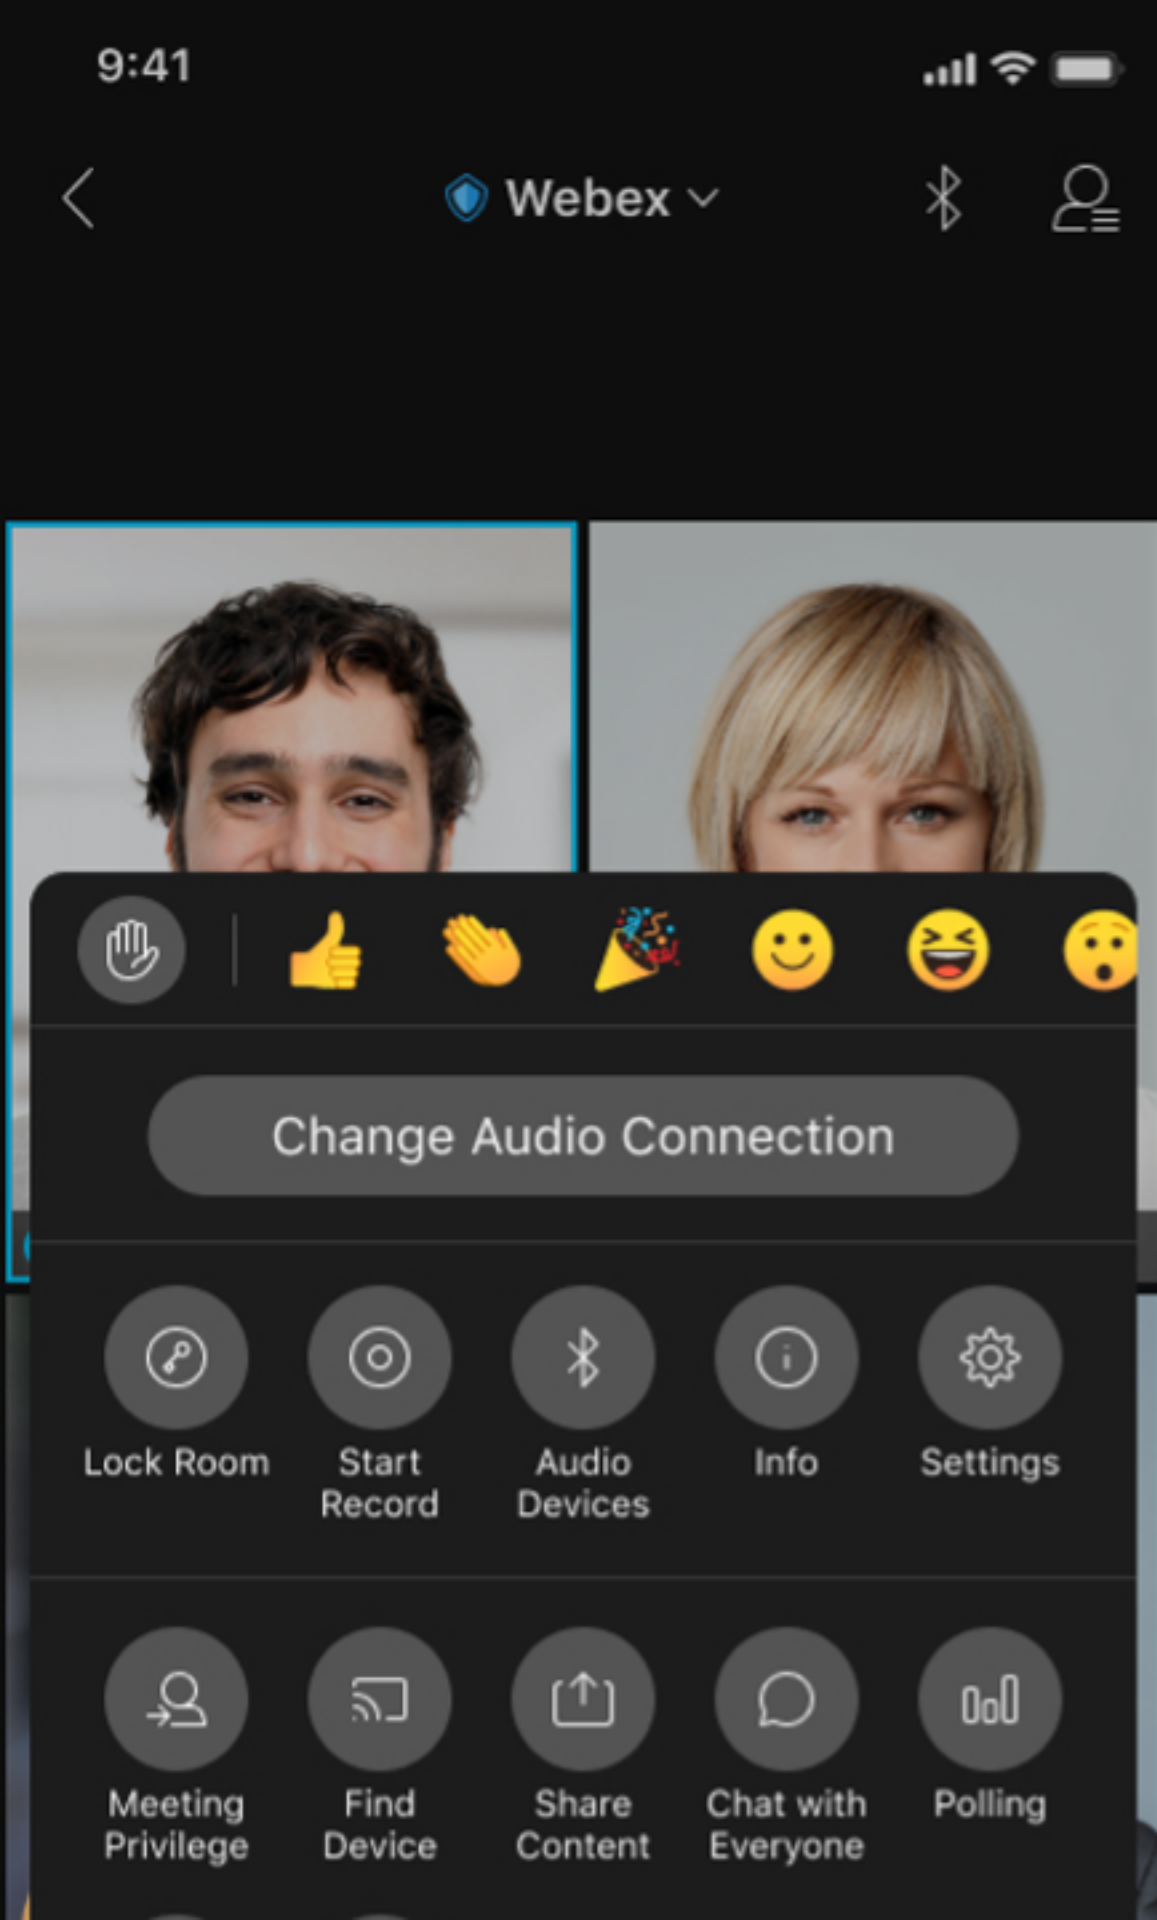 9:41
Webex
Change Audio Connection
Lock Room
Start
Record
Audio
Devices
Info
Settings
Meeting
Privilege
Find
Device
Share
Content
Chat with
Everyone
Polling